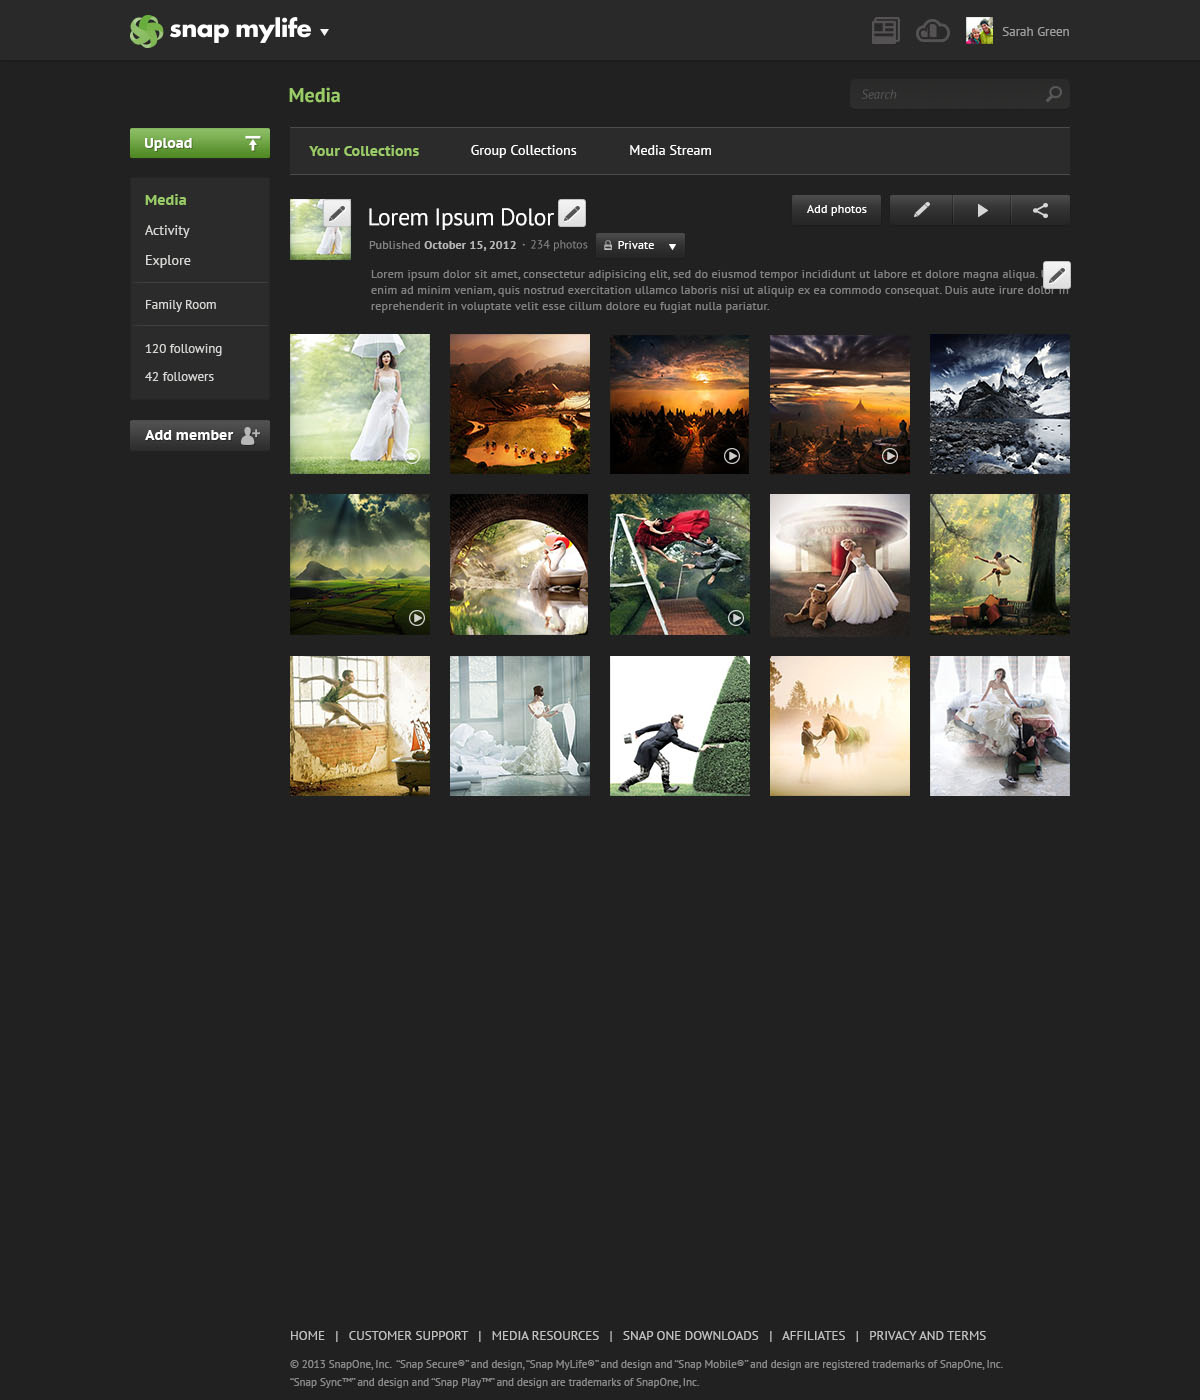 snap mylife
Sarah Green
Media
Search
Upload
Your Collections
Group Collections
Media Stream
Media
Activity
Explore
Family Room
120 following
42 followers
Add member
Lorem Ipsum Dolor
Add photos
Published October 15, 2012 · 234 photos
Private
Lorem ipsum dolor sit amet, consectetur adipisicing elit, sed do eiusmod tempor incididunt ut labore et dolore magna aliqua.
enim ad minim veniam, quis nostrud exercitation ullamco laboris nisi ut aliquip ex ea commodo consequat. Duis aute irure dolor in
reprehenderit in voluptate velit esse cillum dolore eu fugiat nulla pariatur.
HOME | CUSTOMER SUPPORT | MEDIA RESOURCES | SNAP ONE DOWNLOADS | AFFILIATES | PRIVACY AND TERMS
© 2013 SnapOne, Inc. “Snap Secure®” and design, “Snap MyLife®” and design and “Snap Mobile®” and design are registered trademarks of SnapOne, Inc.
“Snap Sync™” and design and “Snap Play™” and design are trademarks of SnapOne, Inc.